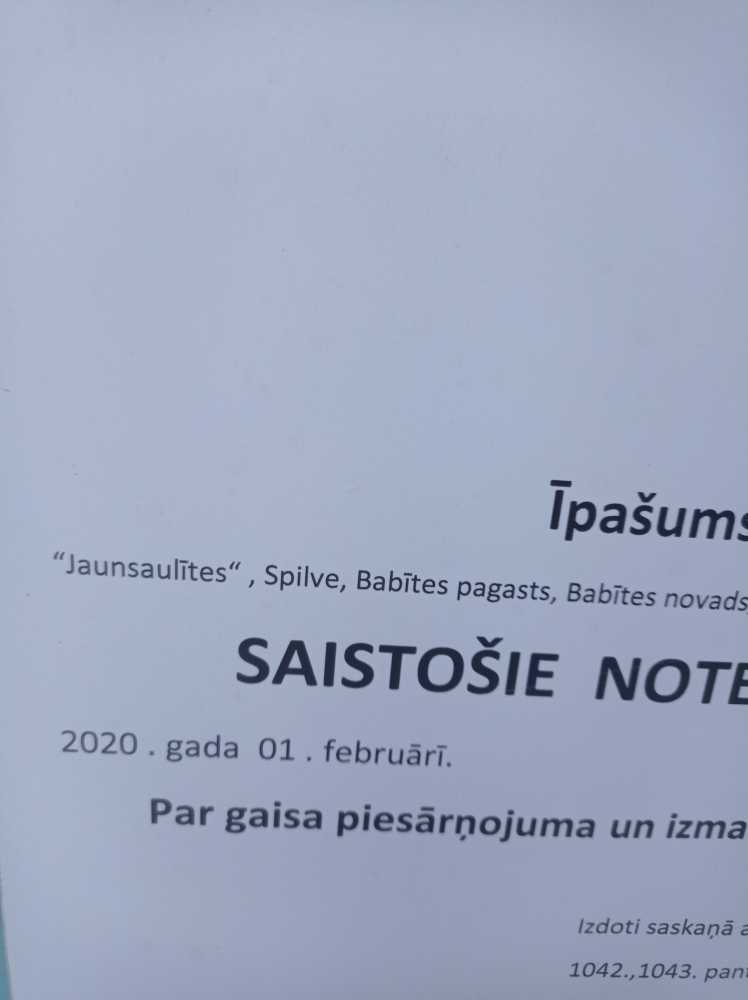 Īpašums
“Jaunsaulītes“ , Spilve, Babītes pagasts, Babītes novads,
SAISTOŠIE NOTE
2020 . gada 01 . februārī.
Par gaisa piesārņojuma un izma
Izdoti saskaņā a
1042.,1043. pant